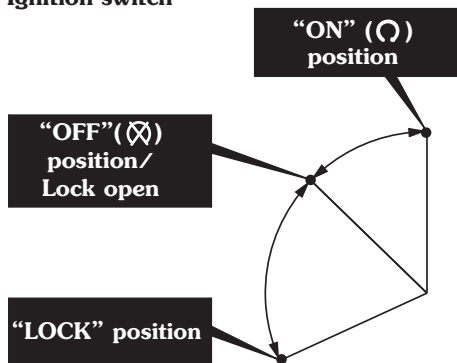 Ignition switch
“ON” (
)
position
“OFF”(
)
position/
Lock open
“LOCK” position